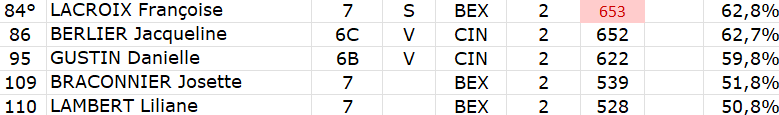 84° LACROIX Françoise 7 S BEX 2 653 62,8%
86 BERLIER Jacqueline 6C V CIN 2 652 62,7%
95 GUSTIN Danielle 6B V CIN 2 622 59,8%
109 BRACONNIER Josette 7 BEX 2 539 51,8%
110 LAMBERT Liliane 7 BEX 2 528 50,8%